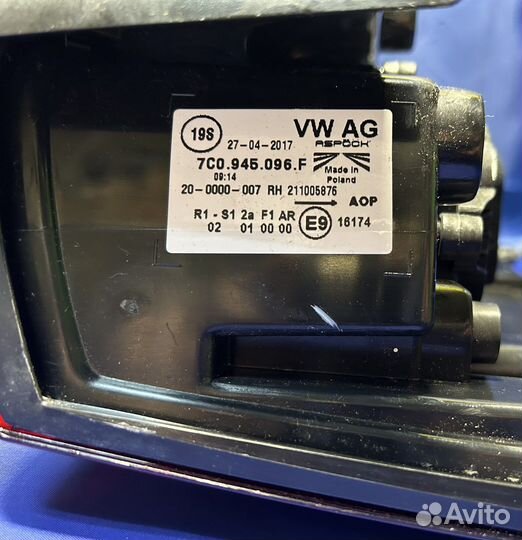 19S
27-04-2017
VW AG
ASPÖCK
7C0.945.096.F
09:14
Made in
Poland
20-0000-007 RH 211005876
AOP
R1 - S1 2a F1 AR
02 01 00 00
E9
16174
Avito